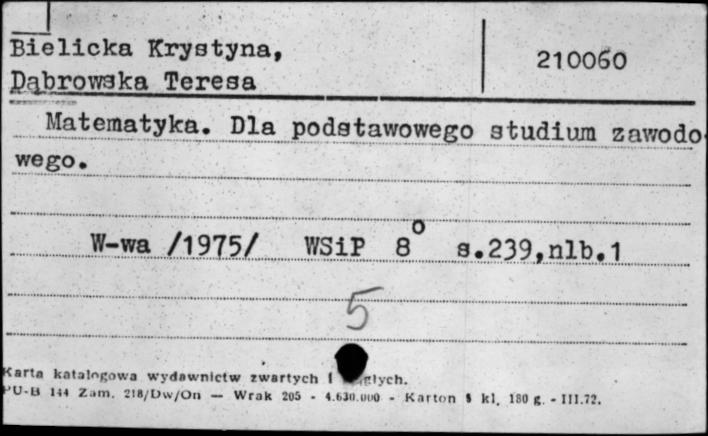 Bielicka Krystyna,
Dąbrowska Teresa
210060
Matematyka. Dla podstawowego studium zawodo-
wego.
W-wa /1975/ WSiP 8° s.239,nlb.1
5
Karta katalogowa wydawnictw zwartych i
PU-B 144 Zam. 218/Dw/On — Wrak 205 - 4.630.000 - Karton kl. 180 g. - III.72.